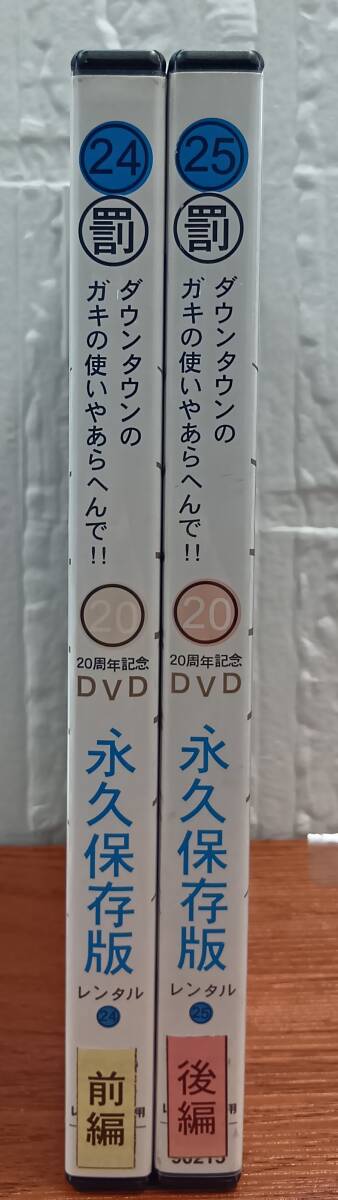 24
罰
ダウンタウンの
ガキの使いやあらへんで!!
20
20周年記念
DVD
永久保存版
レンタル
24
前編
25
罰
ダウンタウンの
ガキの使いやあらへんで!!
20
20周年記念
DVD
永久保存版
レンタル
25
後編